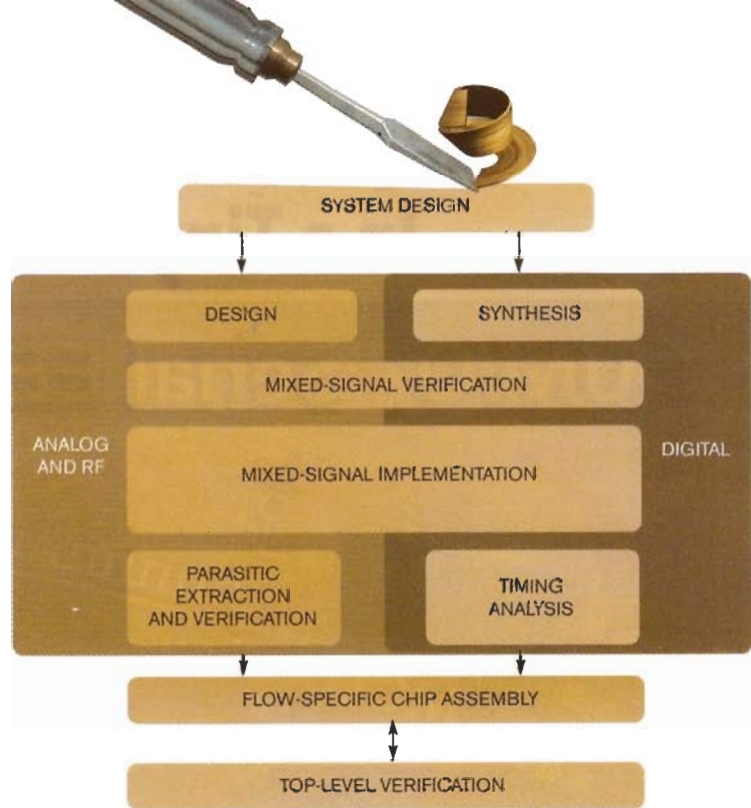 SYSTEM DESIGN
DESIGN
SYNTHESIS
MIXED-SIGNAL VERIFICATION
ANALOG
AND RF
DIGITAL
MIXED-SIGNAL IMPLEMENTATION
PARASITIC
EXTRACTION
AND VERIFICATION
TIMING
ANALYSIS
FLOW-SPECIFIC CHIP ASSEMBLY
TOP-LEVEL VERIFICATION